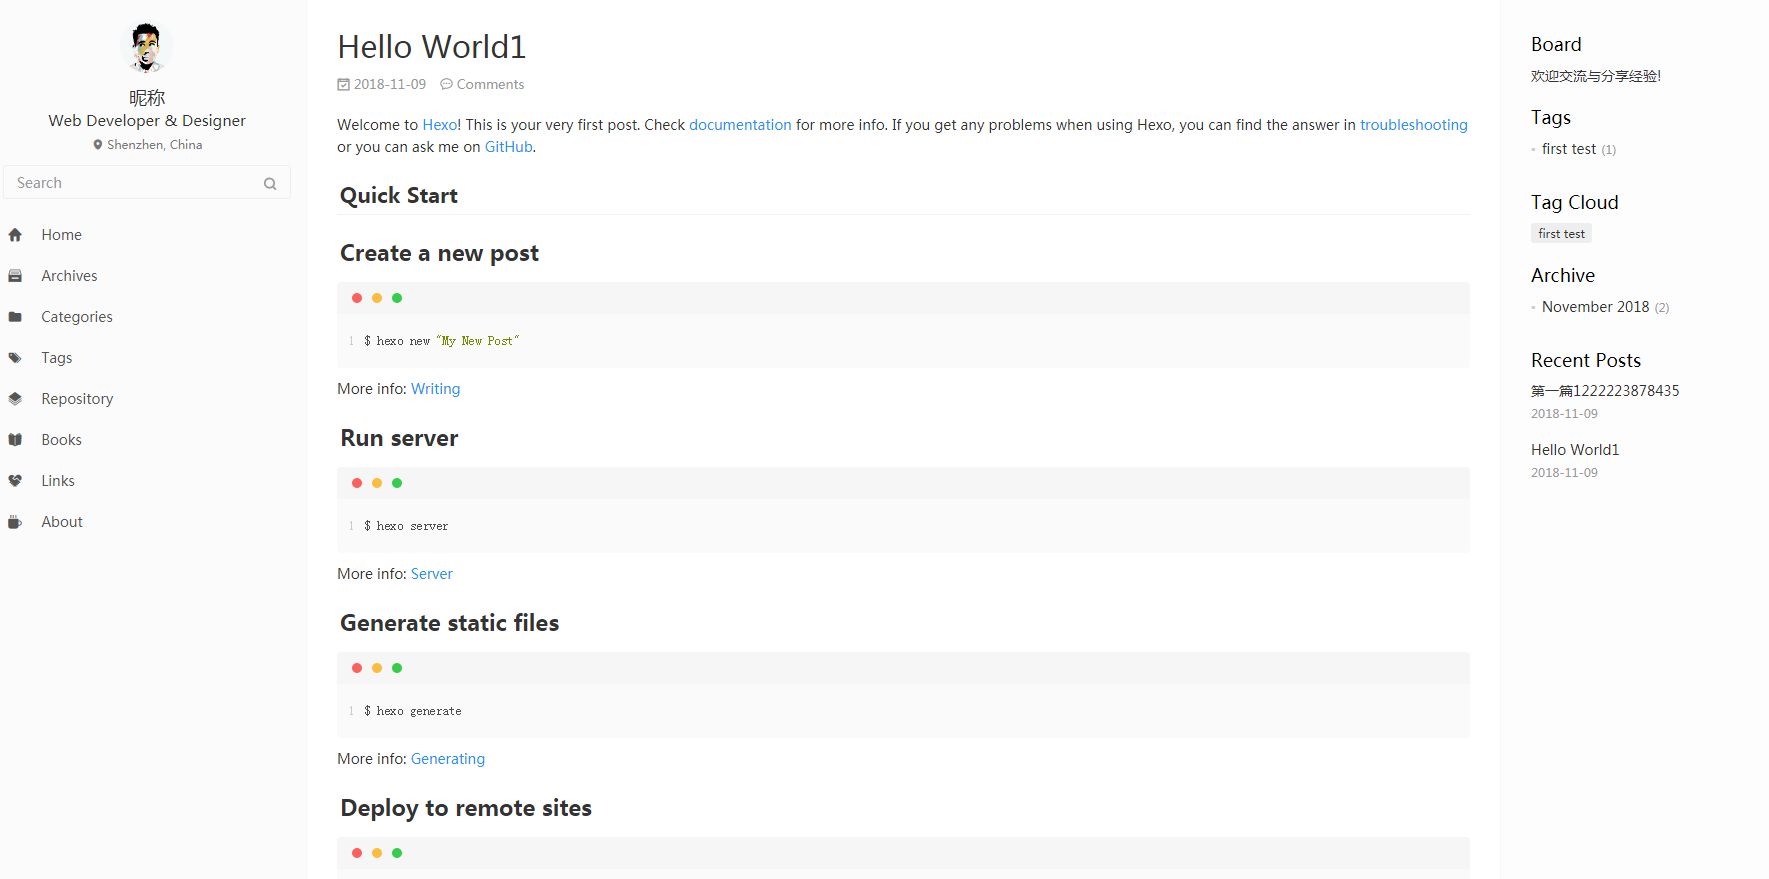 昵称
Web Developer & Designer
Shenzhen, China
Search
Home
Archives
Categories
Tags
Repository
Books
Links
About
Hello World1
2018-11-09 Comments
Welcome to Hexo! This is your very first post. Check documentation for more info. If you get any problems when using Hexo, you can find the answer in troubleshooting
or you can ask me on GitHub.
Quick Start
Create a new post
1 $ hexo new "My New Post"
More info: Writing
Run server
1 $ hexo server
More info: Server
Generate static files
1 $ hexo generate
More info: Generating
Deploy to remote sites
Board
欢迎交流与分享经验!
Tags
first test (1)
Tag Cloud
first test
Archive
November 2018 (2)
Recent Posts
第一篇1222223878435
2018-11-09
Hello World1
2018-11-09